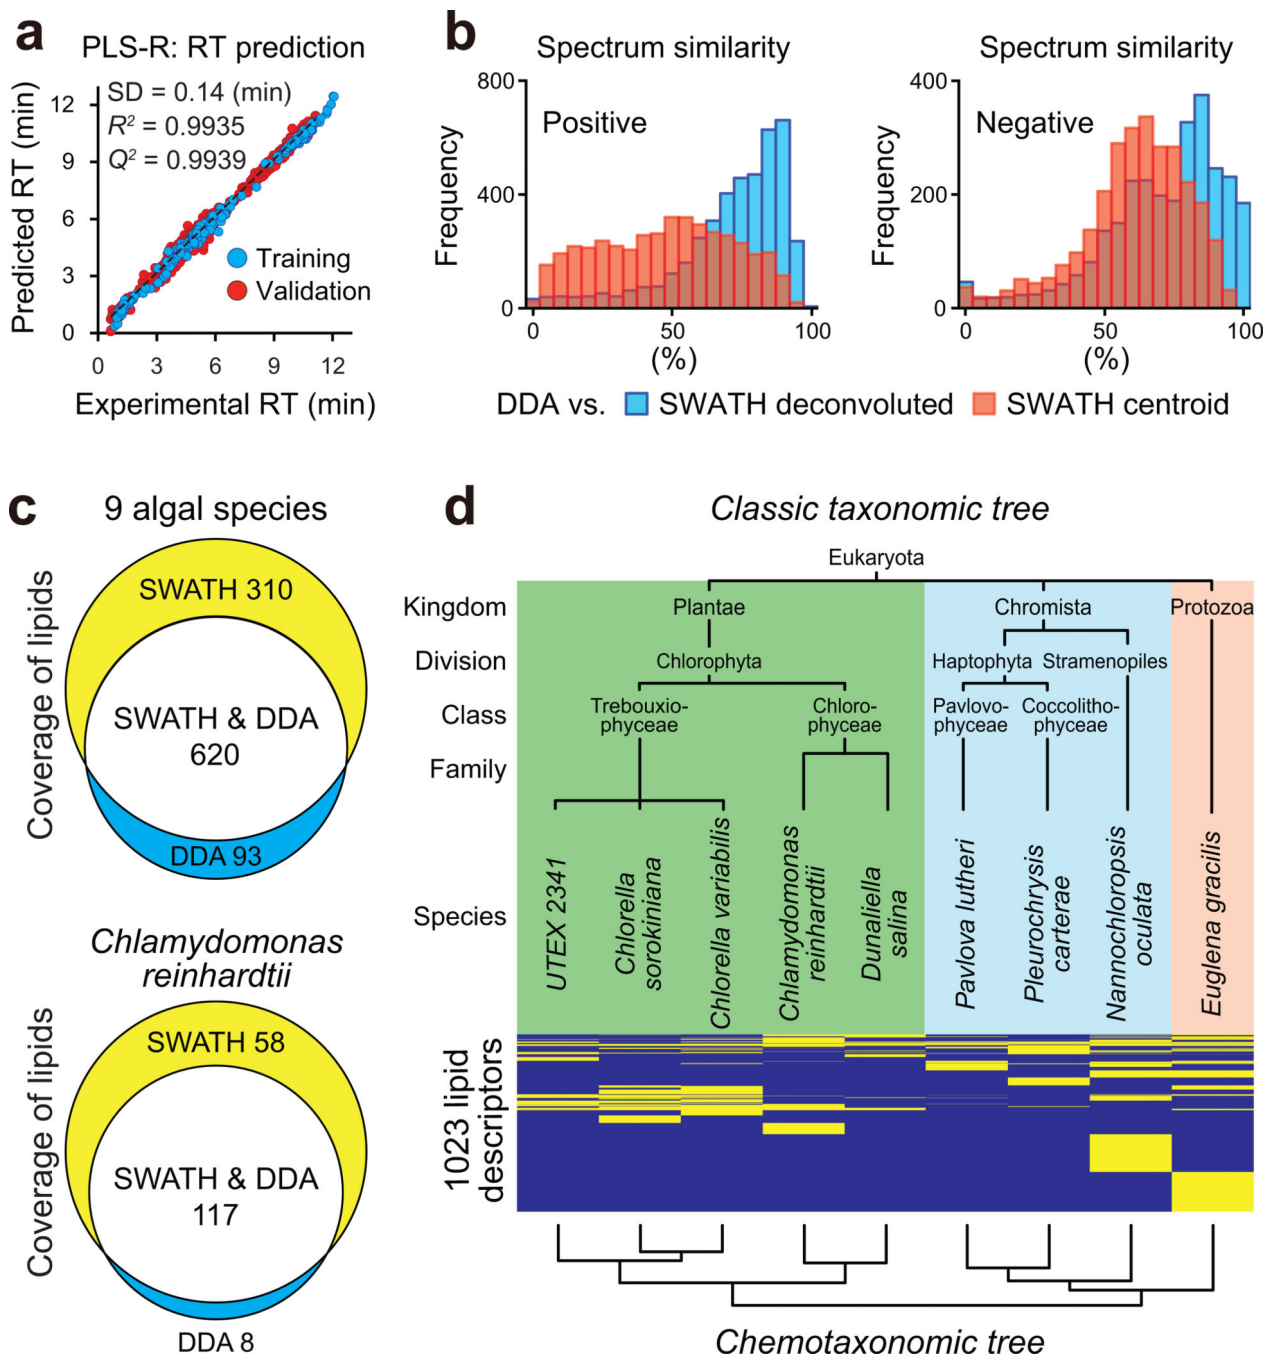 a
PLS-R: RT prediction
SD = 0.14 (min)
R² = 0.9935
Q² = 0.9939
Predicted RT (min)
12
9
6
3
0
Training
Validation
0 3 6 9 12
Experimental RT (min)
b
Spectrum similarity
Positive
Frequency
800
400
0
0 50 100
(%)
Spectrum similarity
Negative
Frequency
400
200
0
0 50 100
(%)
DDA vs. SWATH deconvoluted SWATH centroid
c
9 algal species
Coverage of lipids
SWATH 310
SWATH & DDA
620
DDA 93
Chlamydomonas
reinhardtii
Coverage of lipids
SWATH 58
SWATH & DDA
117
DDA 8
d
Classic taxonomic tree
Eukaryota
Kingdom Plantae Chromista Protozoa
Division Chlorophyta Haptophyta Stramenopiles
Class
Trebouxio-
phyceae
Chloro-
phyceae
Pavlovo-
phyceae
Coccolitho-
phyceae
Family
Species
UTEX 2341
Chlorella
sorokiniana
Chlorella variabilis
Chlamydomonas
reinhardtii
Dunaliella
salina
Pavlova lutheri
Pleurochrysis
carterae
Nannochloropsis
oculata
Euglena gracilis
1023 lipid
descriptors
Chemotaxonomic tree